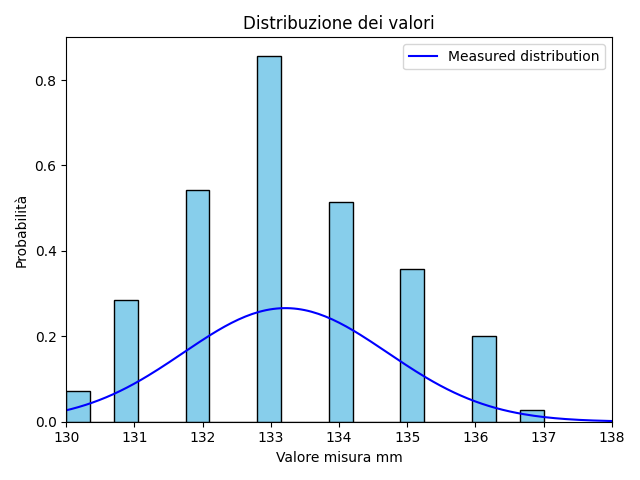 Distribuzione dei valori
Measured distribution
Probabilità
0.8
0.6
0.4
0.2
0.0
130 131 132 133 134 135 136 137 138
Valore misura mm